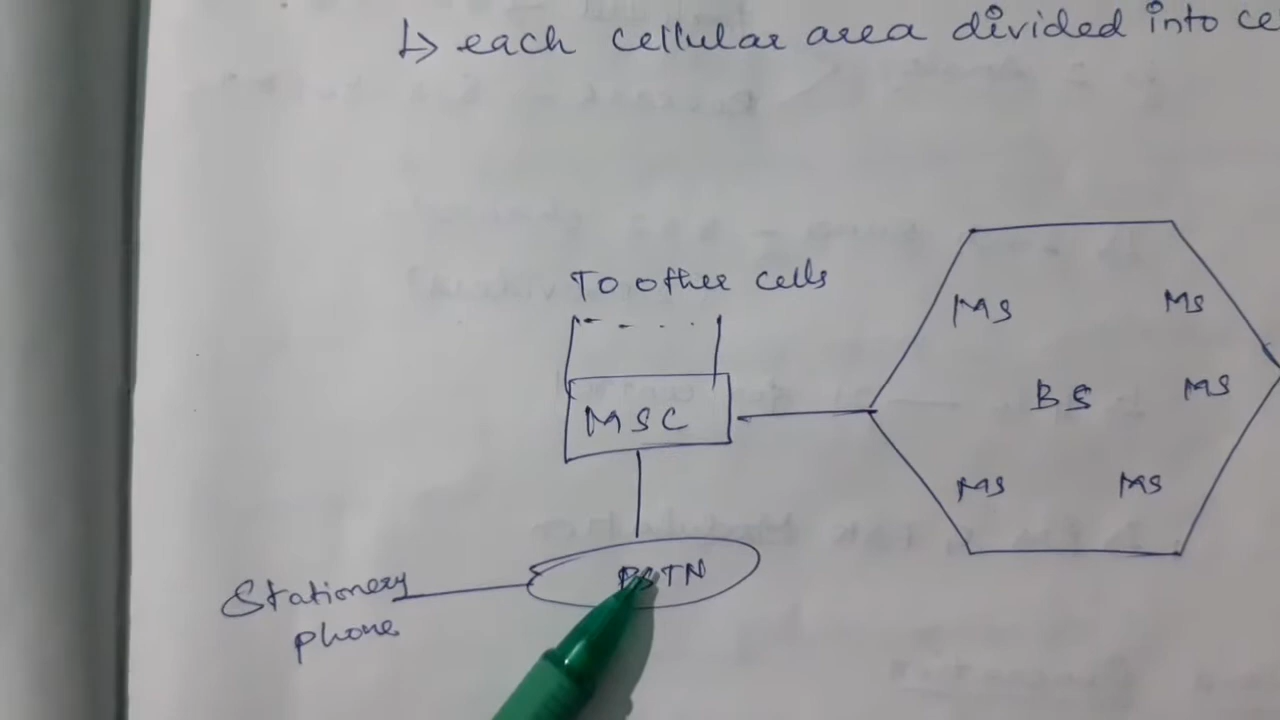 ↳ each cellular area divided into ce
To other cells
MS MS
MSC
BS MS
MS MS
PSTN
Stationery
phone